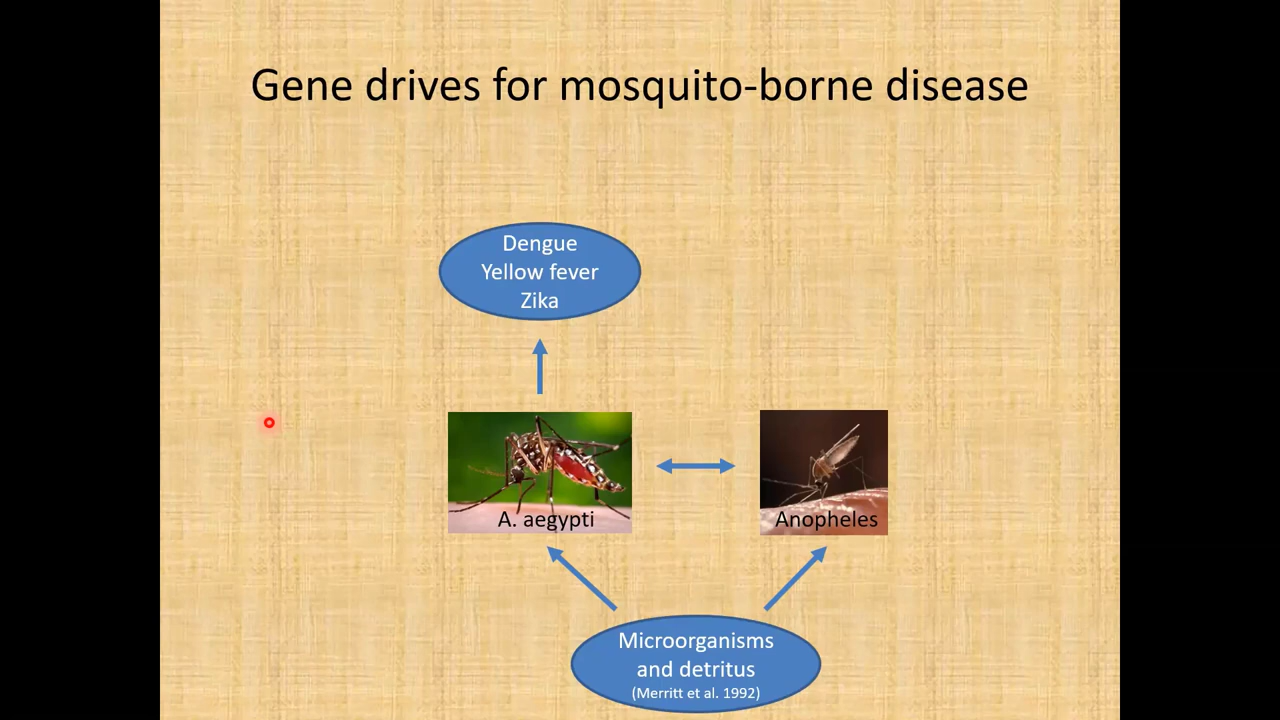 Gene drives for mosquito-borne disease
Dengue
Yellow fever
Zika
A. aegypti
Anopheles
Microorganisms
and detritus
(Merritt et al. 1992)